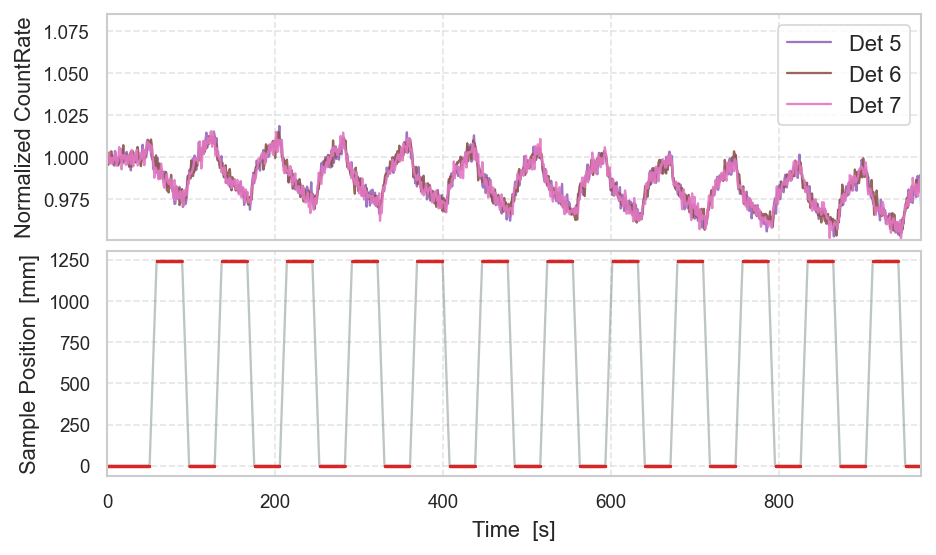 Normalized CountRate
1.075
1.050
1.025
1.000
0.975
Det 5
Det 6
Det 7
Sample Position [mm]
1250
1000
750
500
250
0
0 200 400 600 800
Time [s]